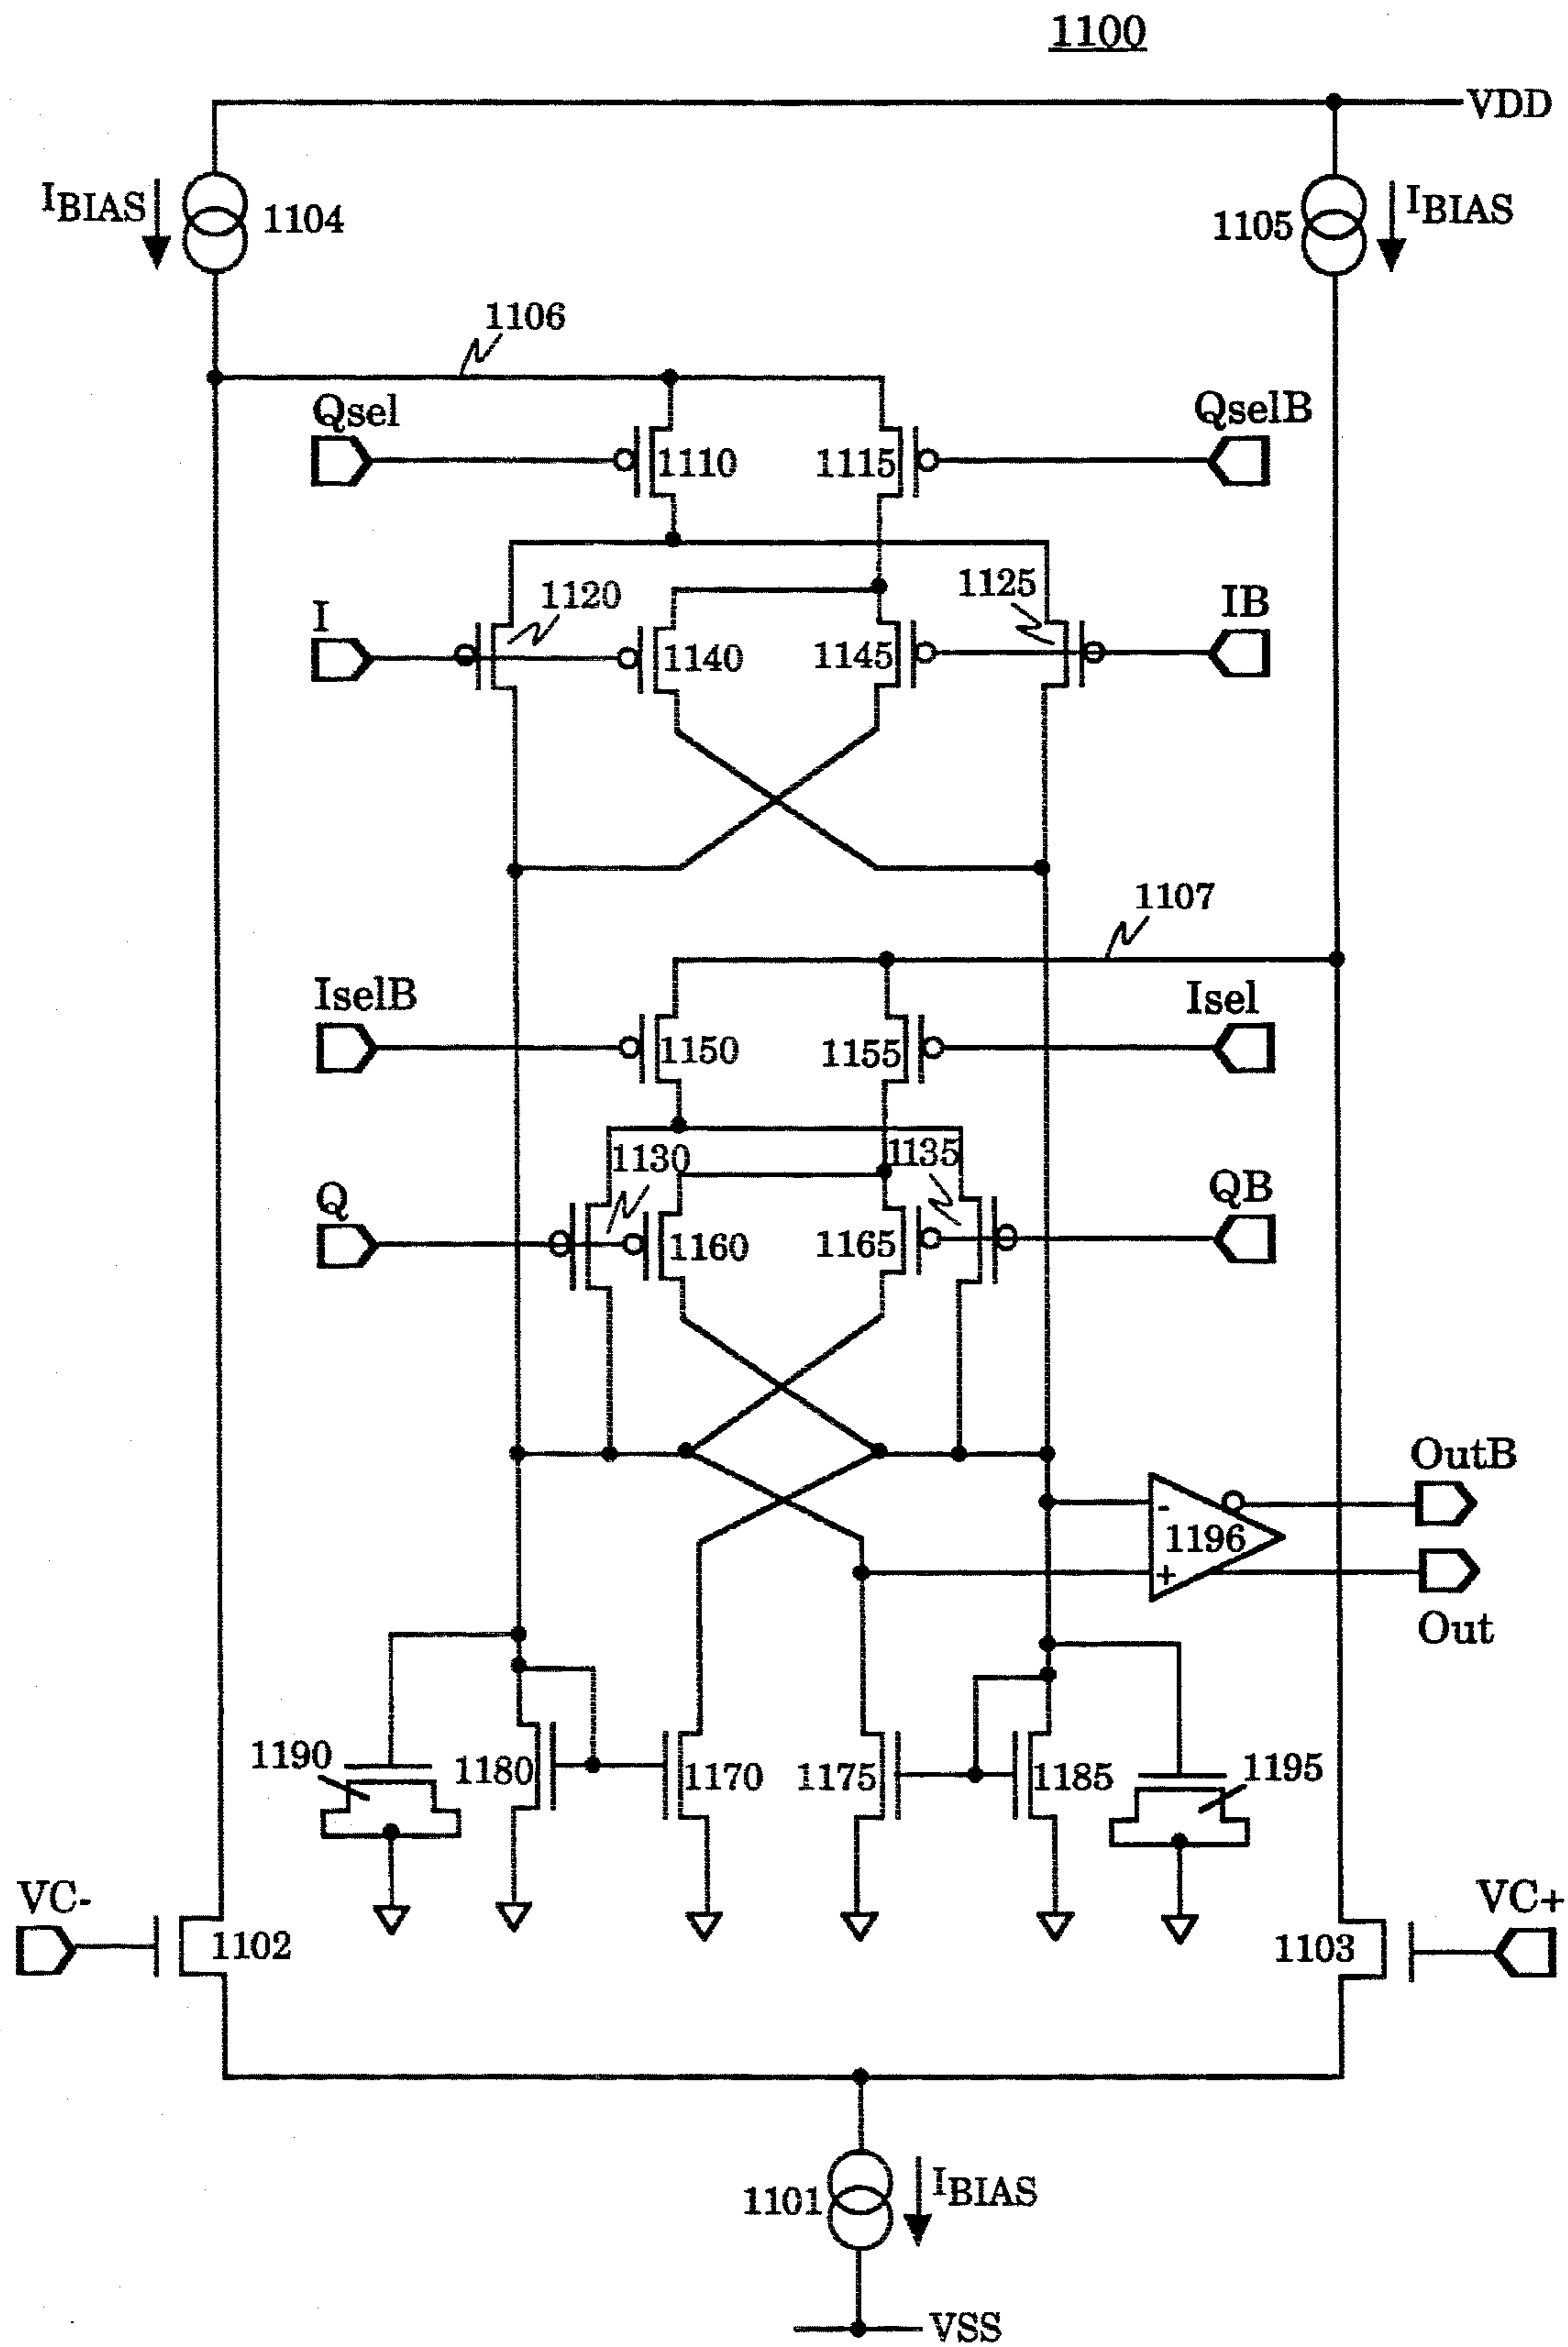 1100
VDD
IBIAS
1104
1105
IBIAS
1106
Qsel
QselB
1110
1115
1120
1125
I
IB
1140
1145
1107
IselB
Isel
1150
1155
1130
1135
Q
QB
1160
1165
OutB
-
1196
+
Out
1190
1180
1170
1175
1185
1195
VC-
VC+
1102
1103
1101
IBIAS
VSS